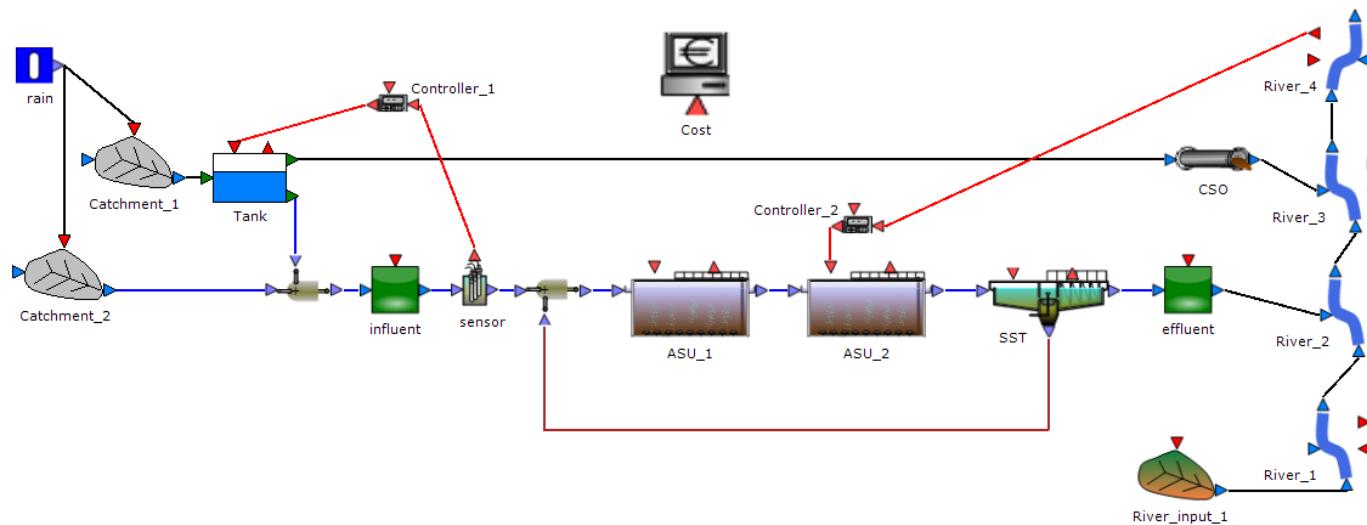 rain
Controller_1
Cost
River_4
Catchment_1
Tank
CSO
Controller_2
River_3
Catchment_2
influent
sensor
ASU_1
ASU_2
SST
effluent
River_2
River_1
River_input_1